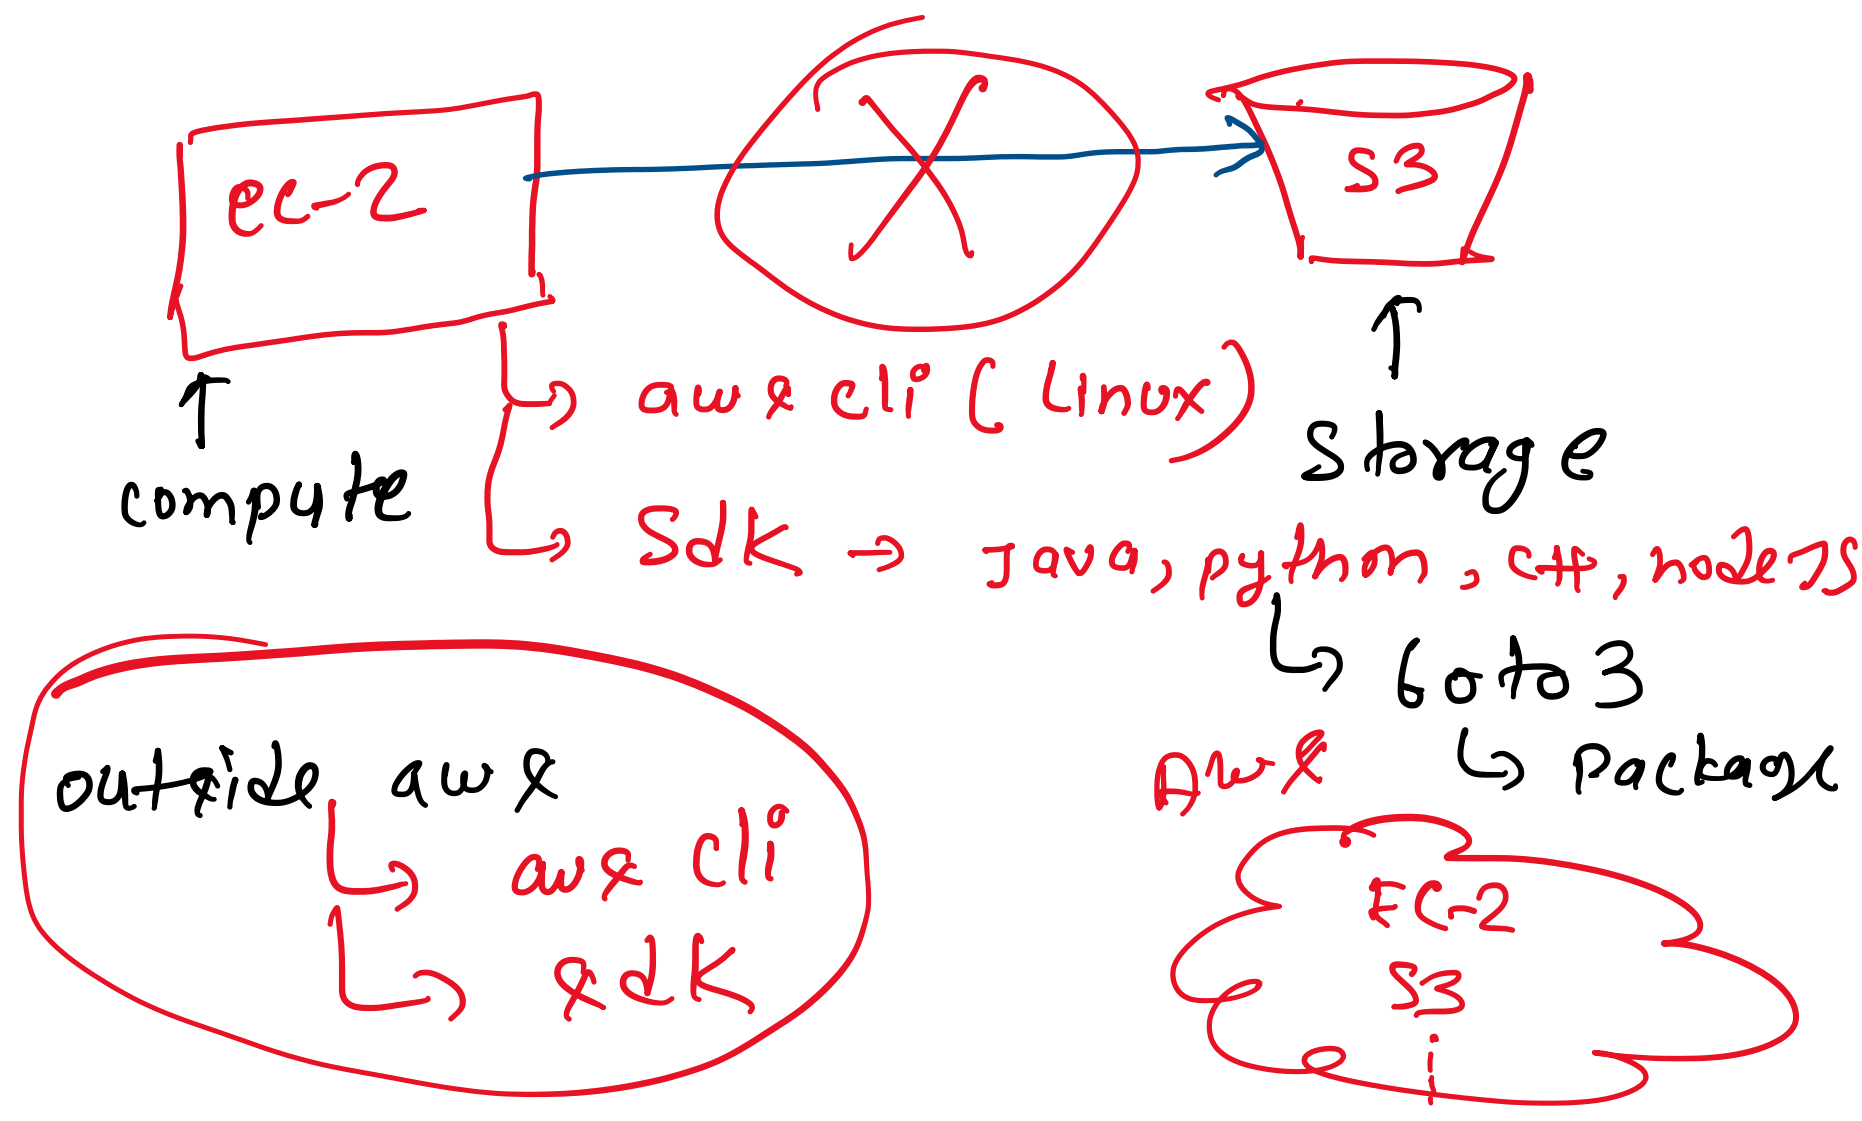 ec-2
S3
aws cli (Linux)
compute
Storage
Sdk → Java, python, C#, nodeJS
boto3
package
outside aws
aws cli
sdk
Aws
EC-2
S3